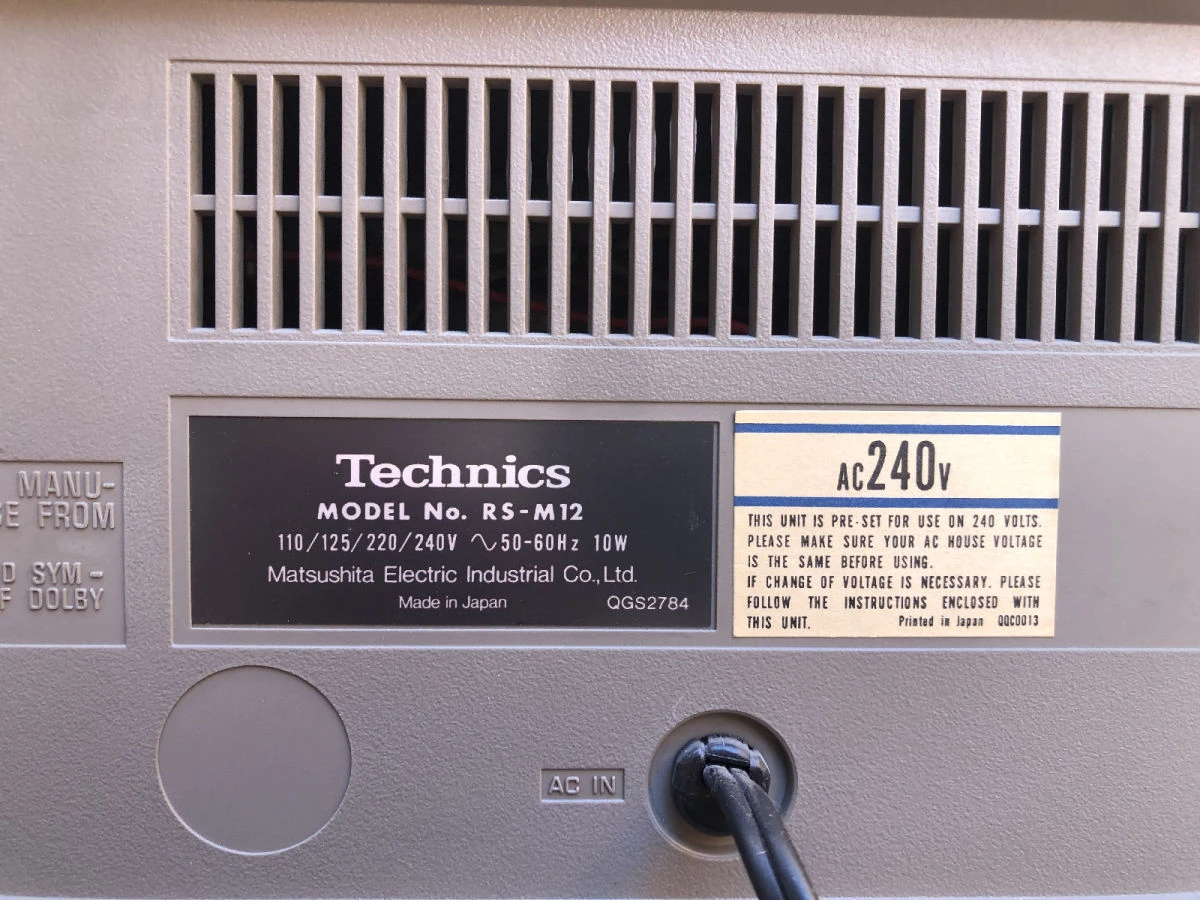 MANU-
FROM
SYM-
DOLBY
Technics
MODEL No. RS-M12
110/125/220/240V ∿50-60Hz 10W
Matsushita Electric Industrial Co.,Ltd.
Made in Japan QGS2784
AC240V
THIS UNIT IS PRE-SET FOR USE ON 240 VOLTS.
PLEASE MAKE SURE YOUR AC HOUSE VOLTAGE
IS THE SAME BEFORE USING.
IF CHANGE OF VOLTAGE IS NECESSARY. PLEASE
FOLLOW THE INSTRUCTIONS ENCLOSED WITH
THIS UNIT. Printed in Japan QQC0013
AC IN